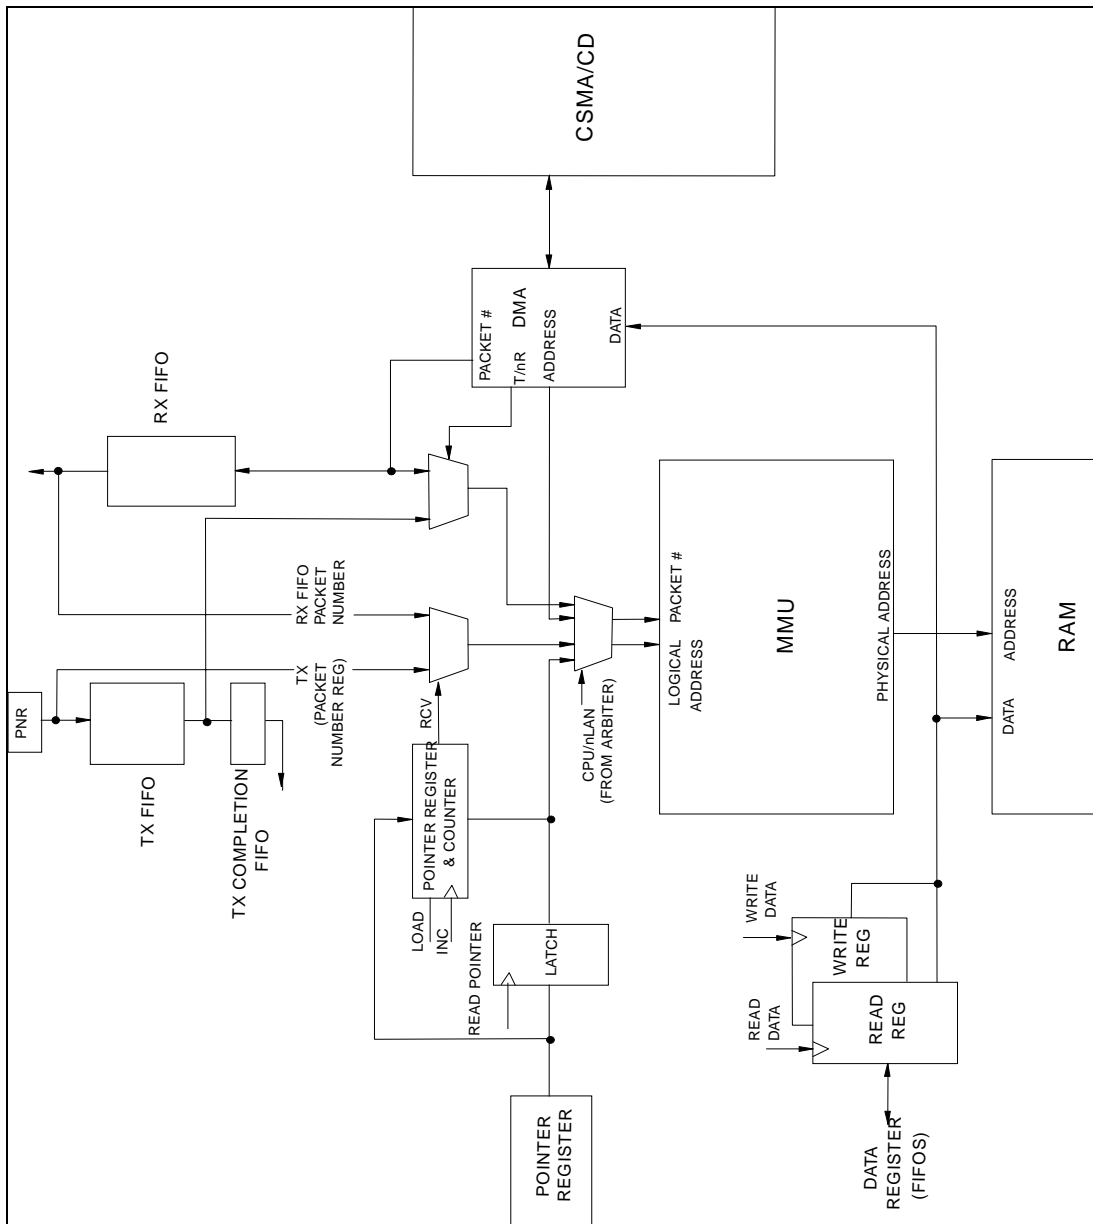 CSMA/CD
PACKET #
T/nR
DMA
ADDRESS
DATA
RX FIFO
RX FIFO
PACKET
NUMBER
TX
(PACKET
NUMBER REG)
PNR
TX FIFO
TX COMPLETION
FIFO
RCV
POINTER REGISTER
& COUNTER
LOAD
INC
CPU/nLAN
(FROM ARBITER)
PACKET #
LOGICAL
ADDRESS
MMU
PHYSICAL ADDRESS
ADDRESS
DATA
RAM
READ POINTER
LATCH
POINTER
REGISTER
WRITE
DATA
WRITE
REG
READ
DATA
READ
REG
DATA
REGISTER
(FIFOS)